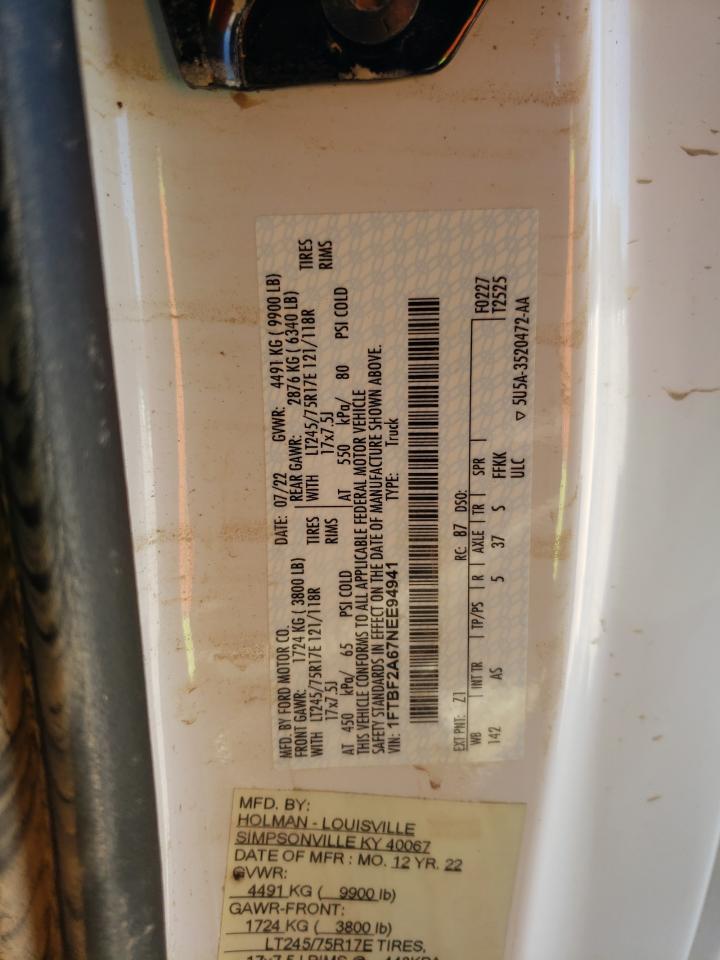 MFD. BY FORD MOTOR CO.
DATE: 07/22 GVWR: 4491 KG ( 9900 LB)
FRONT GAWR: 1724 KG ( 3800 LB) REAR GAWR: 2876 KG ( 6340 LB)
WITH LT245/75R17E 121/118R TIRES WITH LT245/75R17E 121/118R TIRES
17x7.5J RIMS 17x7.5J RIMS
AT 450 kPa/ 65 PSI COLD AT 550 kPa/ 80 PSI COLD
THIS VEHICLE CONFORMS TO ALL APPLICABLE FEDERAL MOTOR VEHICLE
SAFETY STANDARDS IN EFFECT ON THE DATE OF MANUFACTURE SHOWN ABOVE.
VIN: 1FTBF2A67NEE94941 TYPE: Truck
F0227
T2525
EXT PNT: Z1 RC: 87 DSO:
WB INT TR TP/PS R AXLE TR SPR
142 AS 5 37 S FFKK
ULC ▽ 5U5A-3520472-AA
MFD. BY:
HOLMAN - LOUISVILLE
SIMPSONVILLE KY 40067
DATE OF MFR : MO. 12 YR. 22
GVWR:
4491 KG ( 9900 lb)
GAWR-FRONT:
1724 KG ( 3800 lb)
LT245/75R17E TIRES,